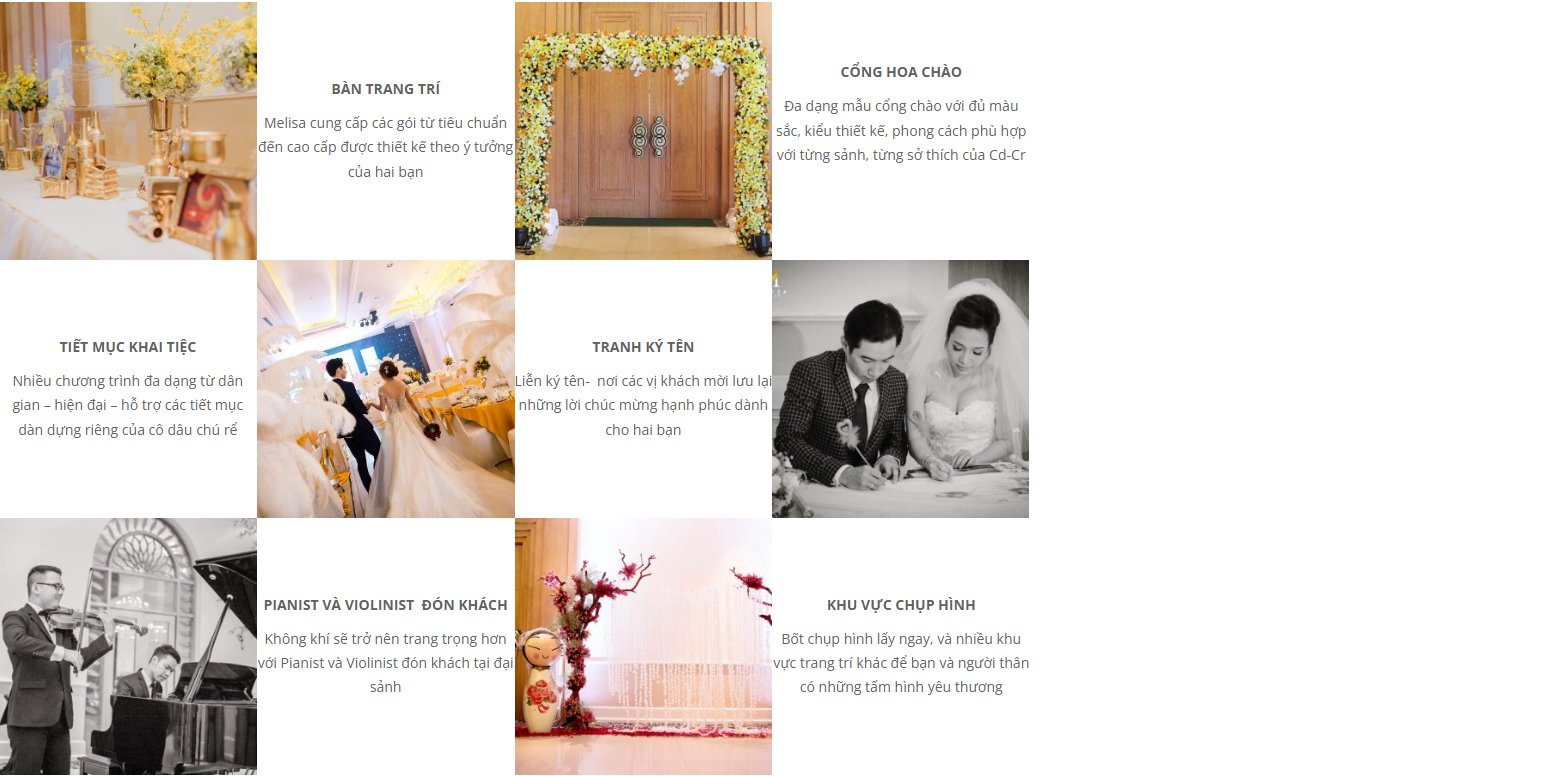 BÀN TRANG TRÍ
Melisa cung cấp các gói từ tiêu chuẩn
đến cao cấp được thiết kế theo ý tưởng
của hai bạn
CỔNG HOA CHÀO
Đa dạng mẫu cổng chào với đủ màu
sắc, kiểu thiết kế, phong cách phù hợp
với từng sảnh, từng sở thích của Cd-Cr
TIẾT MỤC KHAI TIỆC
Nhiều chương trình đa dạng từ dân
gian – hiện đại – hỗ trợ các tiết mục
dàn dựng riêng của cô dâu chú rể
TRANH KÝ TÊN
Liễn ký tên-  nơi các vị khách mời lưu lại
những lời chúc mừng hạnh phúc dành
cho hai bạn
PIANIST VÀ VIOLINIST  ĐÓN KHÁCH
Không khí sẽ trở nên trang trọng hơn
với Pianist và Violinist đón khách tại đại
sảnh
KHU VỰC CHỤP HÌNH
Bốt chụp hình lấy ngay, và nhiều khu
vực trang trí khác để bạn và người thân
có những tấm hình yêu thương